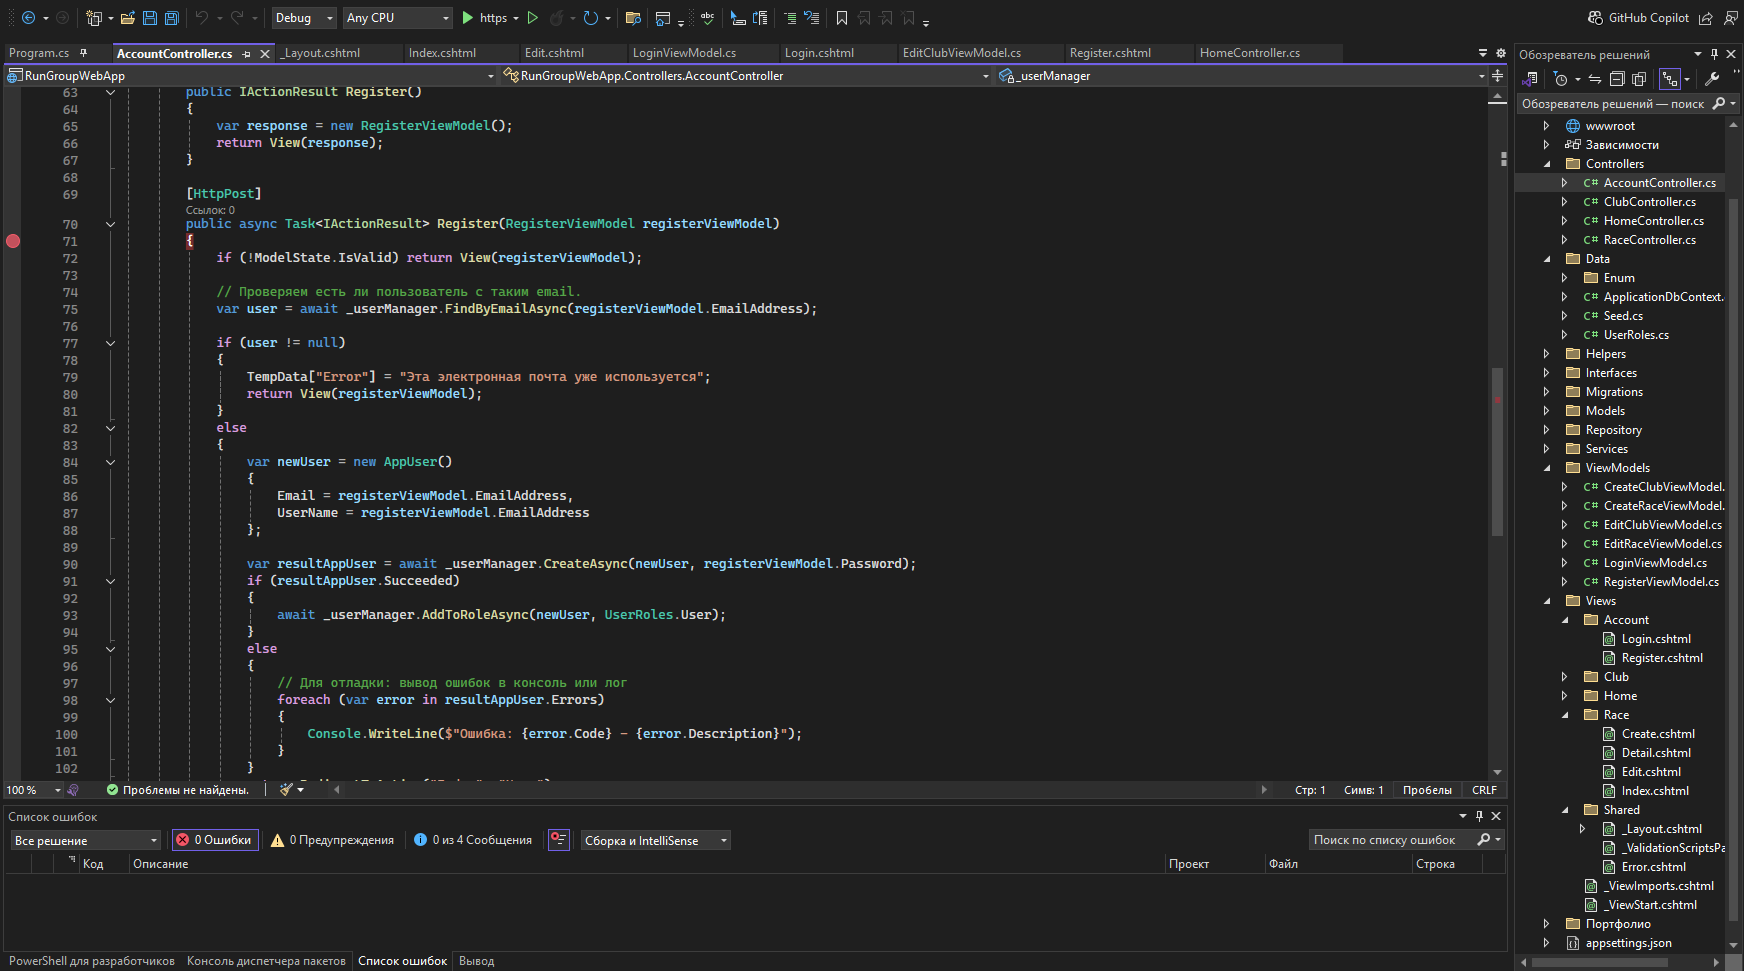 Debug Any CPU https GitHub Copilot
Program.cs AccountController.cs _Layout.cshtml Index.cshtml Edit.cshtml LoginViewModel.cs Login.cshtml EditClubViewModel.cs Register.cshtml HomeController.cs
RunGroupWebApp RunGroupWebApp.Controllers.AccountController _userManager
63 public IActionResult Register()
64 {
65 var response = new RegisterViewModel();
66 return View(response);
67 }
68
69 [HttpPost]
Ссылок: 0
70 public async Task<IActionResult> Register(RegisterViewModel registerViewModel)
71 {
72 if (!ModelState.IsValid) return View(registerViewModel);
73
74 // Проверяем есть ли пользователь с таким email.
75 var user = await _userManager.FindByEmailAsync(registerViewModel.EmailAddress);
76
77 if (user != null)
78 {
79 TempData["Error"] = "Эта электронная почта уже используется";
80 return View(registerViewModel);
81 }
82 else
83 {
84 var newUser = new AppUser()
85 {
86 Email = registerViewModel.EmailAddress,
87 UserName = registerViewModel.EmailAddress
88 };
89
90 var resultAppUser = await _userManager.CreateAsync(newUser, registerViewModel.Password);
91 if (resultAppUser.Succeeded)
92 {
93 await _userManager.AddToRoleAsync(newUser, UserRoles.User);
94 }
95 else
96 {
97 // Для отладки: вывод ошибок в консоль или лог
98 foreach (var error in resultAppUser.Errors)
99 {
100 Console.WriteLine($"Ошибка: {error.Code} - {error.Description}");
101 }
102 }
100 % Проблемы не найдены. Стр: 1 Симв: 1 Пробелы CRLF
Список ошибок
Все решение 0 Ошибки 0 Предупреждения 0 из 4 Сообщения Сборка и IntelliSense Поиск по списку ошибок
Код Описание Проект Файл Строка
PowerShell для разработчиков Консоль диспетчера пакетов Список ошибок Вывод
Обозреватель решений
Обозреватель решений — поиск
wwwroot
Зависимости
Controllers
C# AccountController.cs
C# ClubController.cs
C# HomeController.cs
C# RaceController.cs
Data
Enum
C# ApplicationDbContext.
C# Seed.cs
C# UserRoles.cs
Helpers
Interfaces
Migrations
Models
Repository
Services
ViewModels
C# CreateClubViewModel.
C# CreateRaceViewModel.
C# EditClubViewModel.cs
C# EditRaceViewModel.cs
C# LoginViewModel.cs
C# RegisterViewModel.cs
Views
Account
Login.cshtml
Register.cshtml
Club
Home
Race
Create.cshtml
Detail.cshtml
Edit.cshtml
Index.cshtml
Shared
_Layout.cshtml
_ValidationScriptsPa
Error.cshtml
_ViewImports.cshtml
_ViewStart.cshtml
Портфолио
appsettings.json